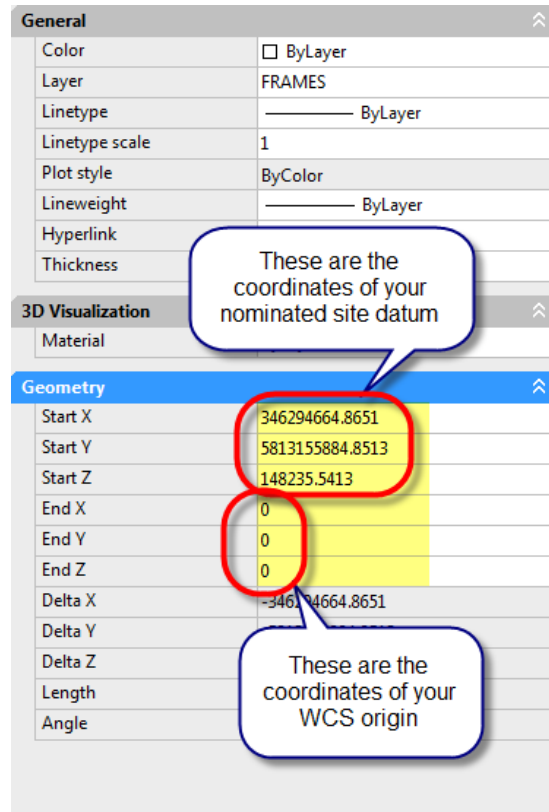 General
Color ByLayer
Layer FRAMES
Linetype ByLayer
Linetype scale 1
Plot style ByColor
Lineweight ByLayer
Hyperlink
Thickness
These are the
coordinates of your
nominated site datum
3D Visualization
Material
Geometry
Start X 346294664.8651
Start Y 5813155884.8513
Start Z 148235.5413
End X 0
End Y 0
End Z 0
Delta X -346294664.8651
Delta Y
Delta Z
Length
Angle
These are the
coordinates of your
WCS origin